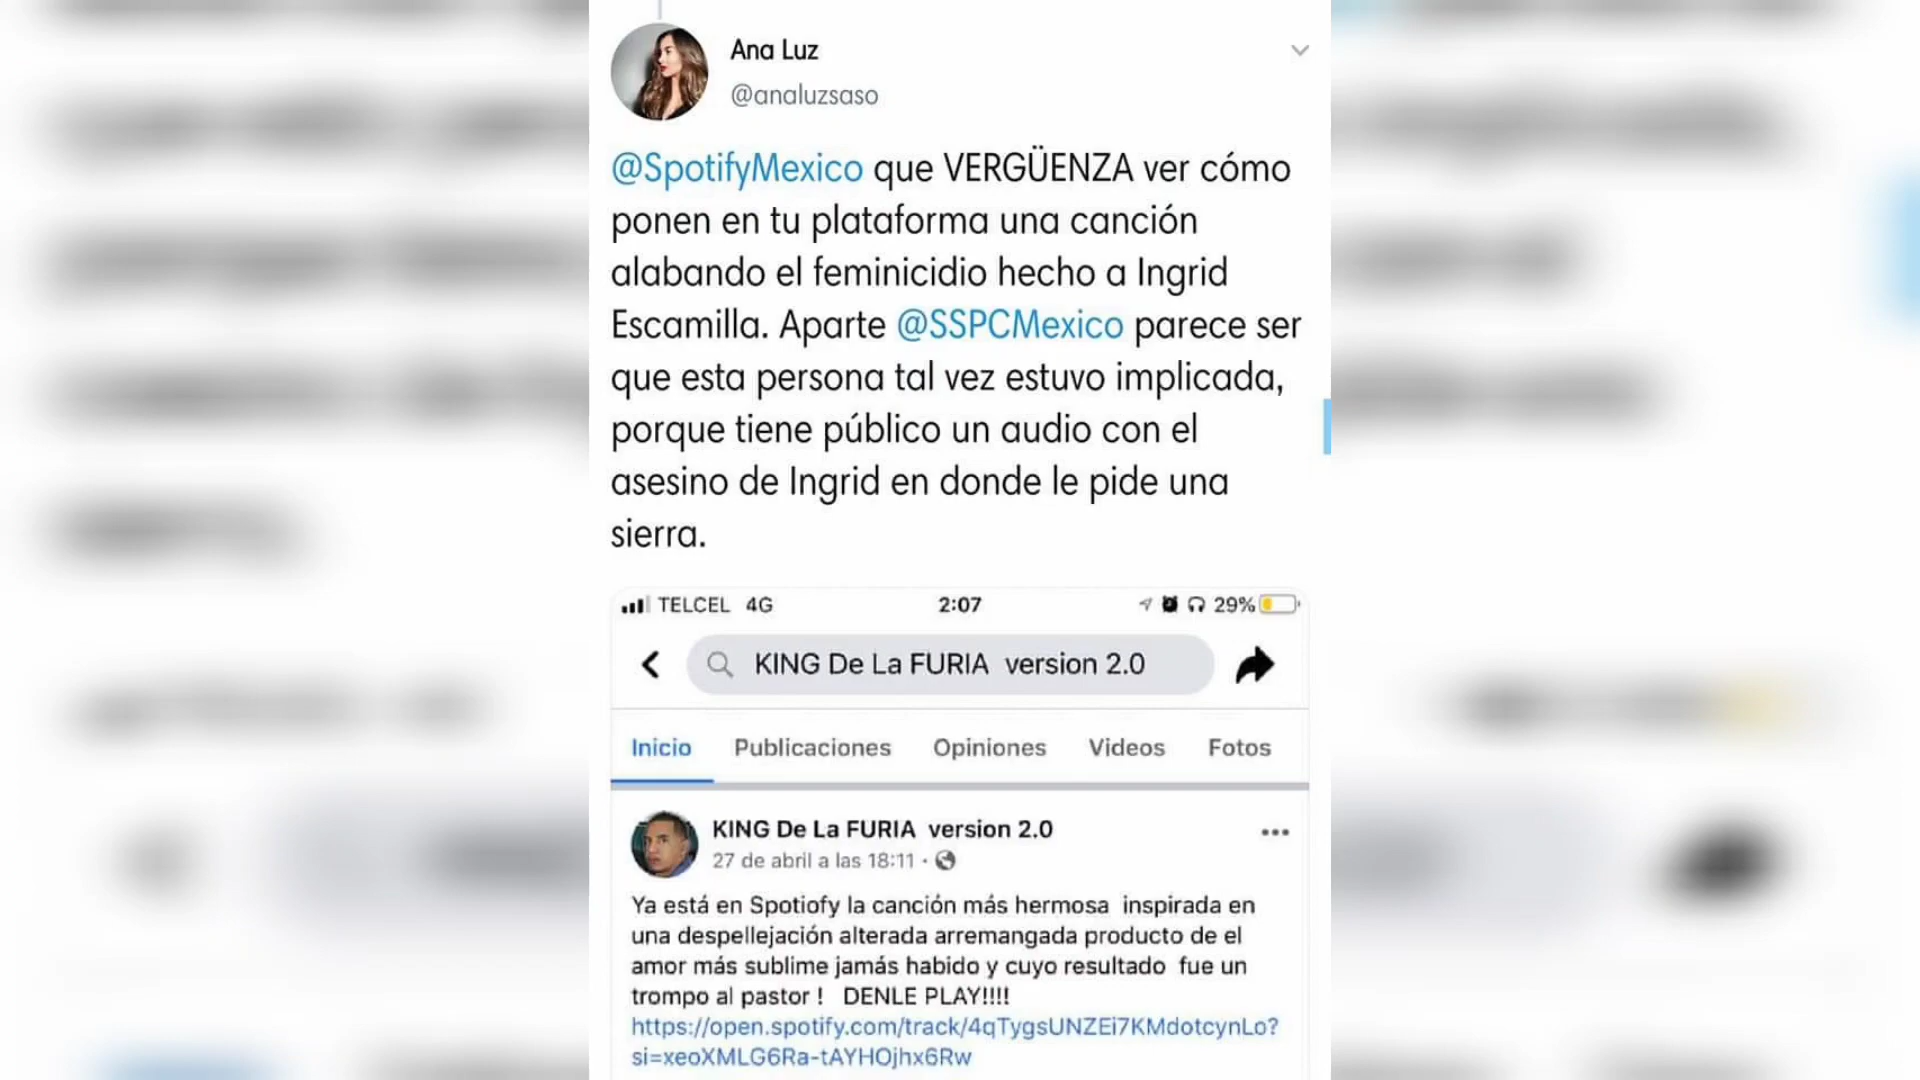 Ana Luz
@analuzsaso
@SpotifyMexico que VERGÜENZA ver cómo
ponen en tu plataforma una canción
alabando el feminicidio hecho a Ingrid
Escamilla. Aparte @SSPCMexico parece ser
que esta persona tal vez estuvo implicada,
porque tiene público un audio con el
asesino de Ingrid en donde le pide una
sierra.
TELCEL 4G 2:07 29%
KING De La FURIA version 2.0
Inicio Publicaciones Opiniones Videos Fotos
KING De La FURIA version 2.0
27 de abril a las 18:11 ·
Ya está en Spotiofy la canción más hermosa inspirada en
una despellejación alterada arremangada producto de el
amor más sublime jamás habido y cuyo resultado fue un
trompo al pastor ! DENLE PLAY!!!!
https://open.spotify.com/track/4qTygsUNZEi7KMdotcynLo?
si=xeoXMLG6Ra-tAYHOjhx6Rw